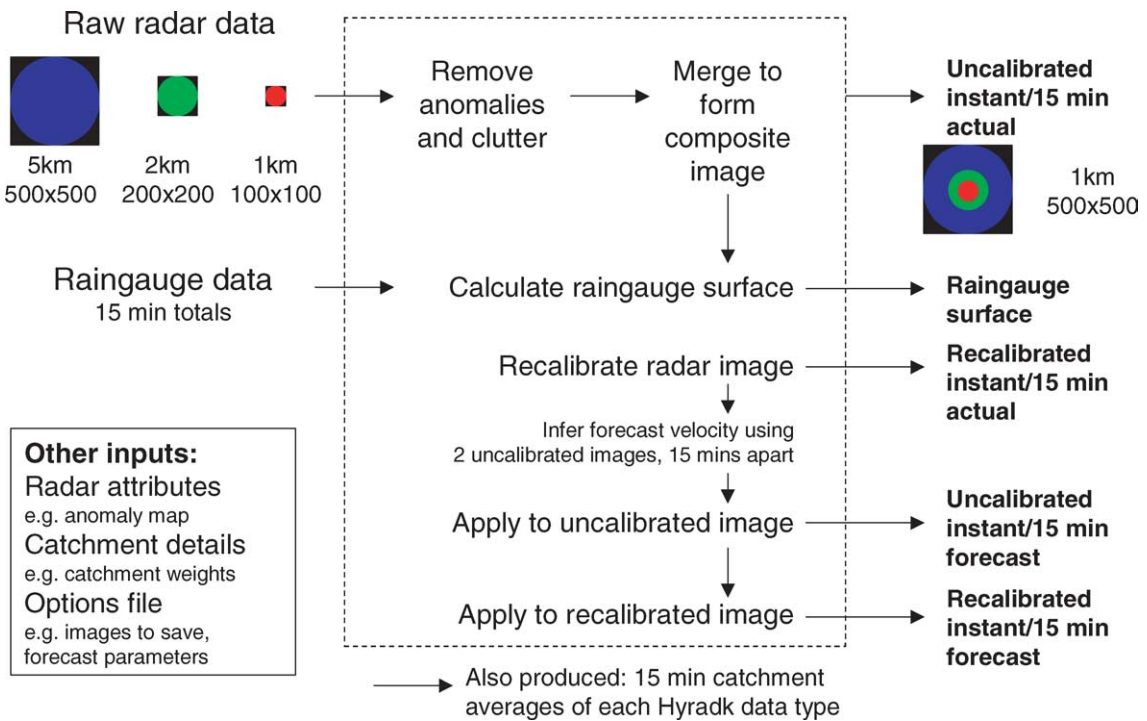 Raw radar data
5km
500x500
2km
200x200
1km
100x100
Remove
anomalies
and clutter
Merge to
form
composite
image
Uncalibrated
instant/15 min
actual
1km
500x500
Raingauge data
15 min totals
Calculate raingauge surface
Raingauge
surface
Recalibrate radar image
Recalibrated
instant/15 min
actual
Infer forecast velocity using
2 uncalibrated images, 15 mins apart
Other inputs:
Radar attributes
e.g. anomaly map
Catchment details
e.g. catchment weights
Options file
e.g. images to save,
forecast parameters
Apply to uncalibrated image
Uncalibrated
instant/15 min
forecast
Apply to recalibrated image
Recalibrated
instant/15 min
forecast
Also produced: 15 min catchment
averages of each Hyradk data type